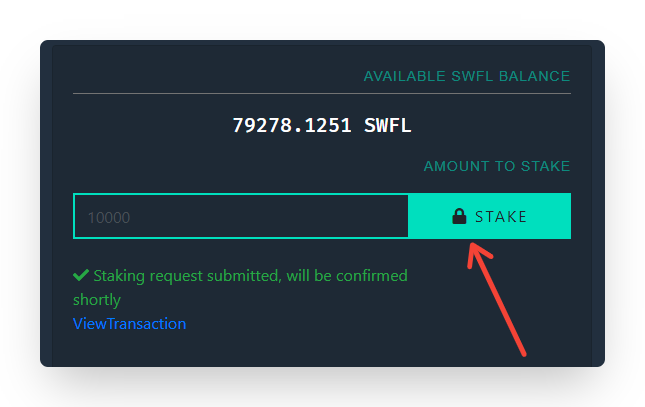 AVAILABLE SWFL BALANCE
79278.1251 SWFL
AMOUNT TO STAKE
10000
STAKE
Staking request submitted, will be confirmed
shortly
ViewTransaction